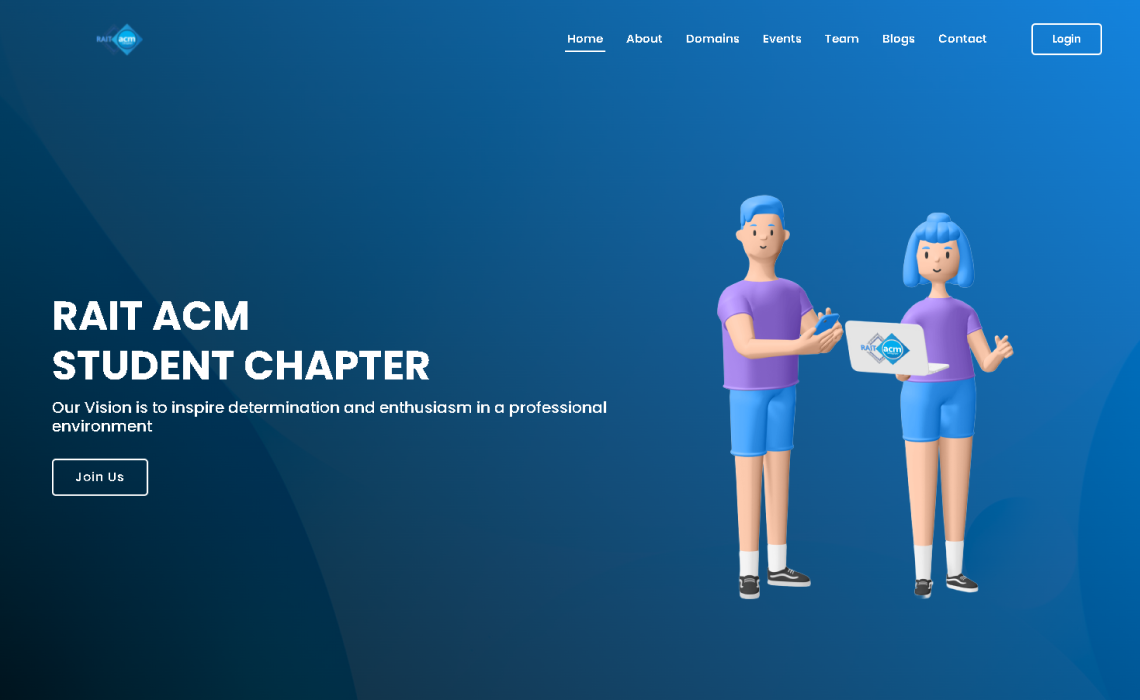 RAIT acm
Home About Domains Events Team Blogs Contact Login
RAIT ACM
STUDENT CHAPTER
Our Vision is to inspire determination and enthusiasm in a professional
environment
Join Us
RAIT acm